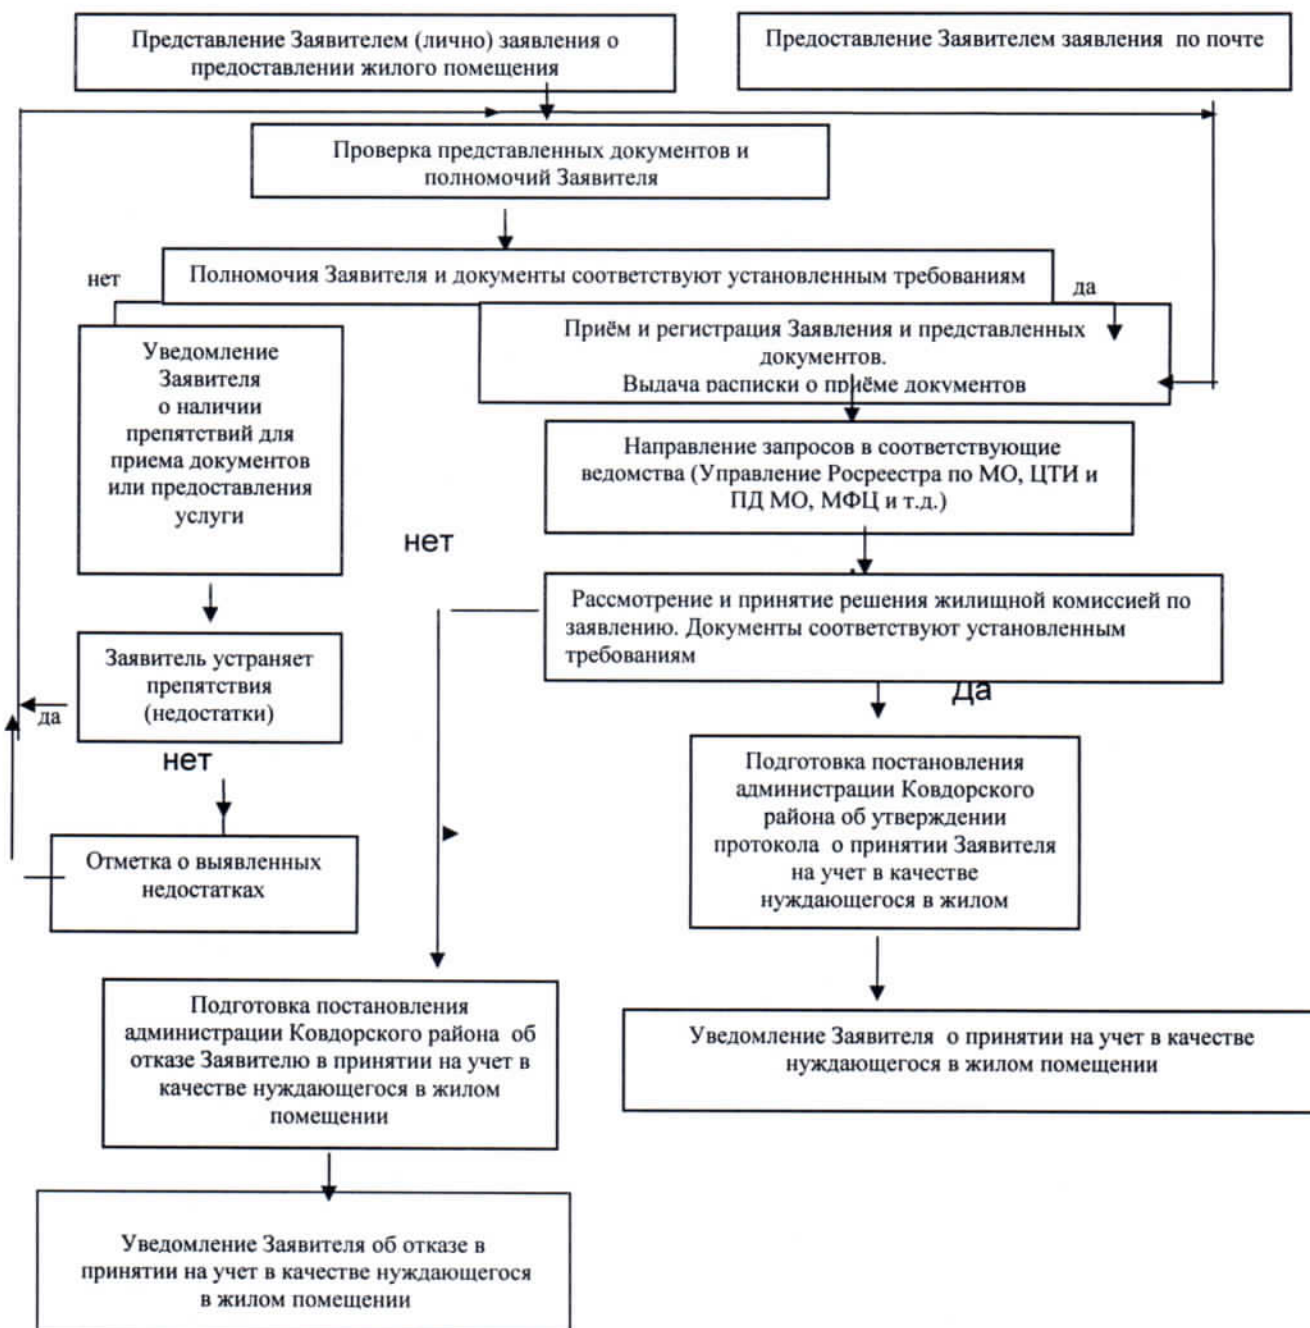 Представление Заявителем (лично) заявления о
предоставлении жилого помещения
Предоставление Заявителем заявления по почте
Проверка представленных документов и
полномочий Заявителя
нет
Полномочия Заявителя и документы соответствуют установленным требованиям
да
Уведомление
Заявителя
о наличии
препятствий для
приема документов
или предоставления
услуги
Приём и регистрация Заявления и представленных
документов.
Выдача расписки о приёме документов
Направление запросов в соответствующие
ведомства (Управление Росреестра по МО, ЦТИ и
ПД МО, МФЦ и т.д.)
нет
Рассмотрение и принятие решения жилищной комиссией по
заявлению. Документы соответствуют установленным
требованиям
Заявитель устраняет
препятствия
(недостатки)
да
нет
Да
Отметка о выявленных
недостатках
Подготовка постановления
администрации Ковдорского
района об утверждении
протокола о принятии Заявителя
на учет в качестве
нуждающегося в жилом
Подготовка постановления
администрации Ковдорского района об
отказе Заявителю в принятии на учет в
качестве нуждающегося в жилом
помещении
Уведомление Заявителя о принятии на учет в качестве
нуждающегося в жилом помещении
Уведомление Заявителя об отказе в
принятии на учет в качестве нуждающегося
в жилом помещении